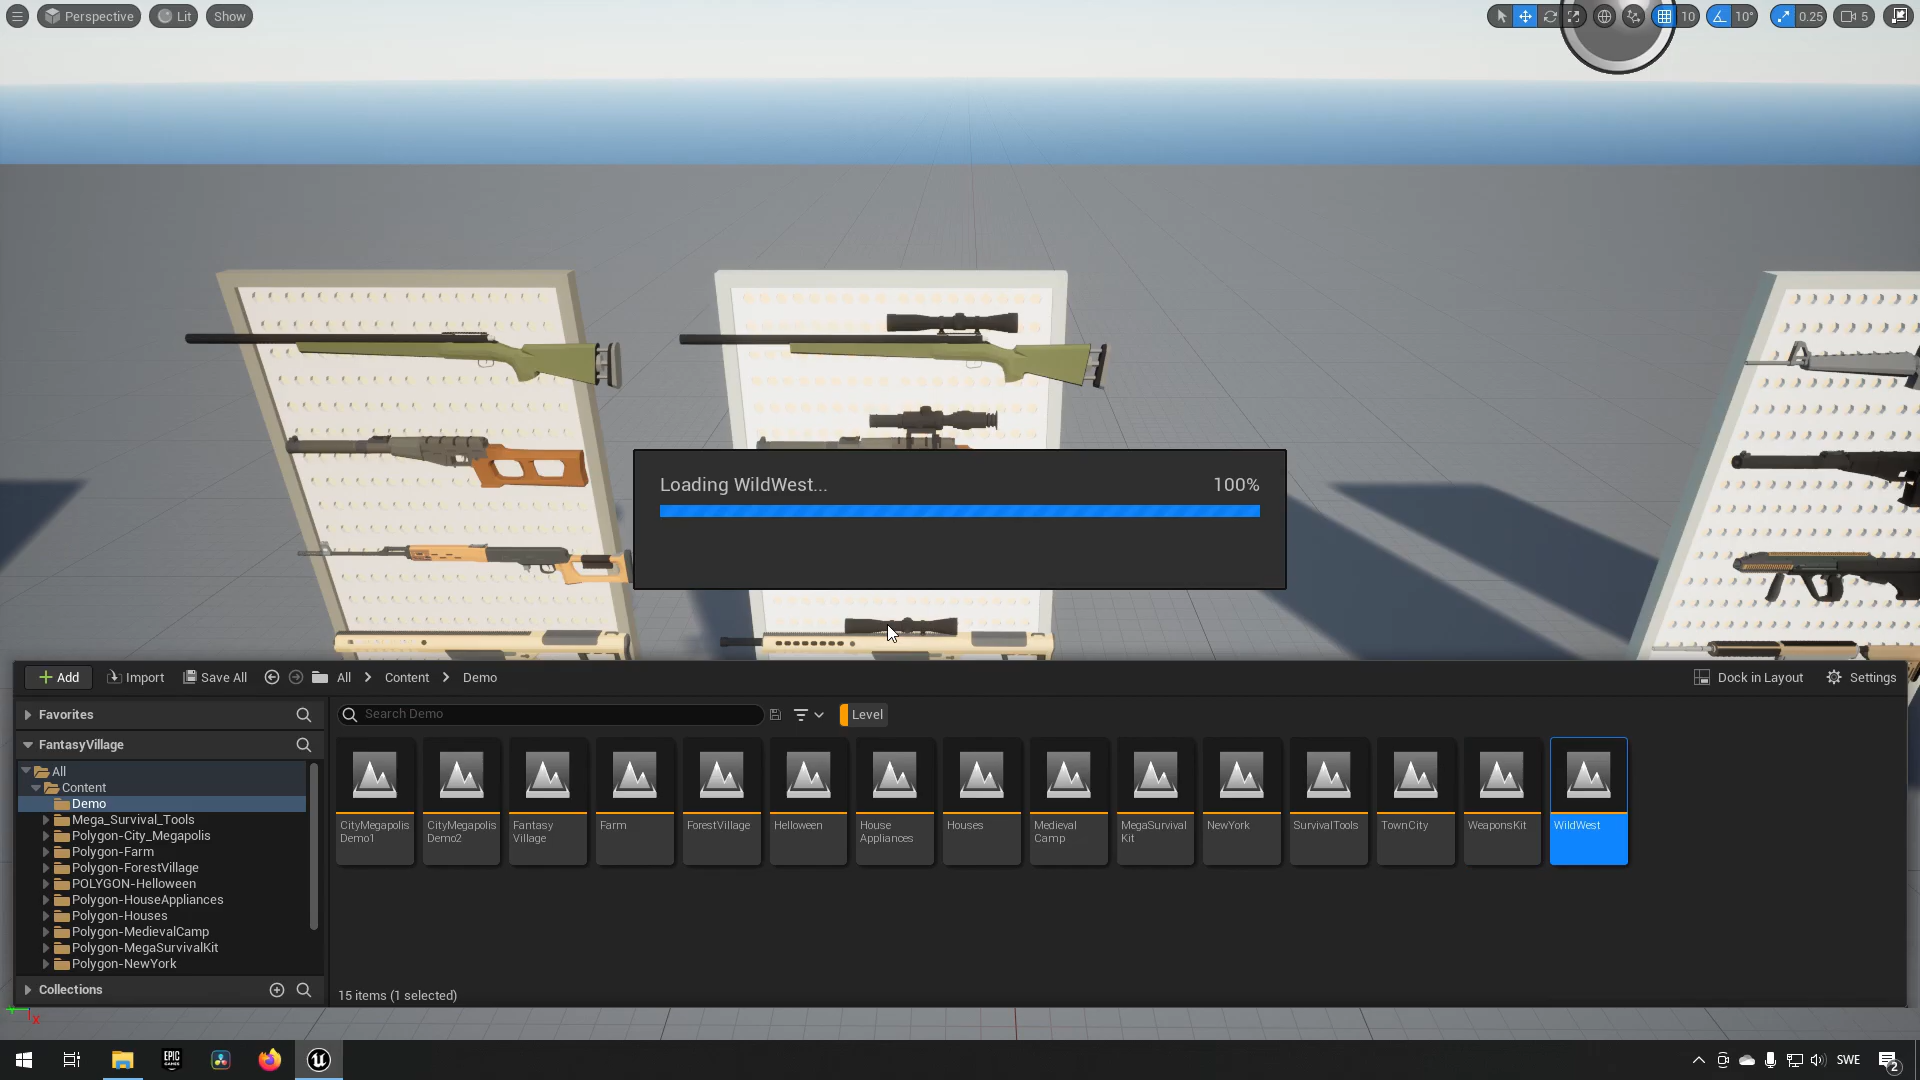 Perspective
Lit
Show
10
10°
0.25
5
Loading WildWest...
100%
Add
Import
Save All
All
Content
Demo
Dock in Layout
Settings
Favorites
Search Demo
Level
FantasyVillage
All
Content
Demo
Mega_Survival_Tools
Polygon-City_Megapolis
Polygon-Farm
Polygon-ForestVillage
POLYGON-Helloween
Polygon-HouseAppliances
Polygon-Houses
Polygon-MedievalCamp
Polygon-MegaSurvivalKit
Polygon-NewYork
Collections
CityMegapolis
Demo1
CityMegapolis
Demo2
Fantasy
Village
Farm
ForestVillage
Helloween
House
Appliances
Houses
Medieval
Camp
MegaSurvival
Kit
NewYork
SurvivalTools
TownCity
WeaponsKit
WildWest
15 items (1 selected)
X
EPIC
GAMES
SWE
2